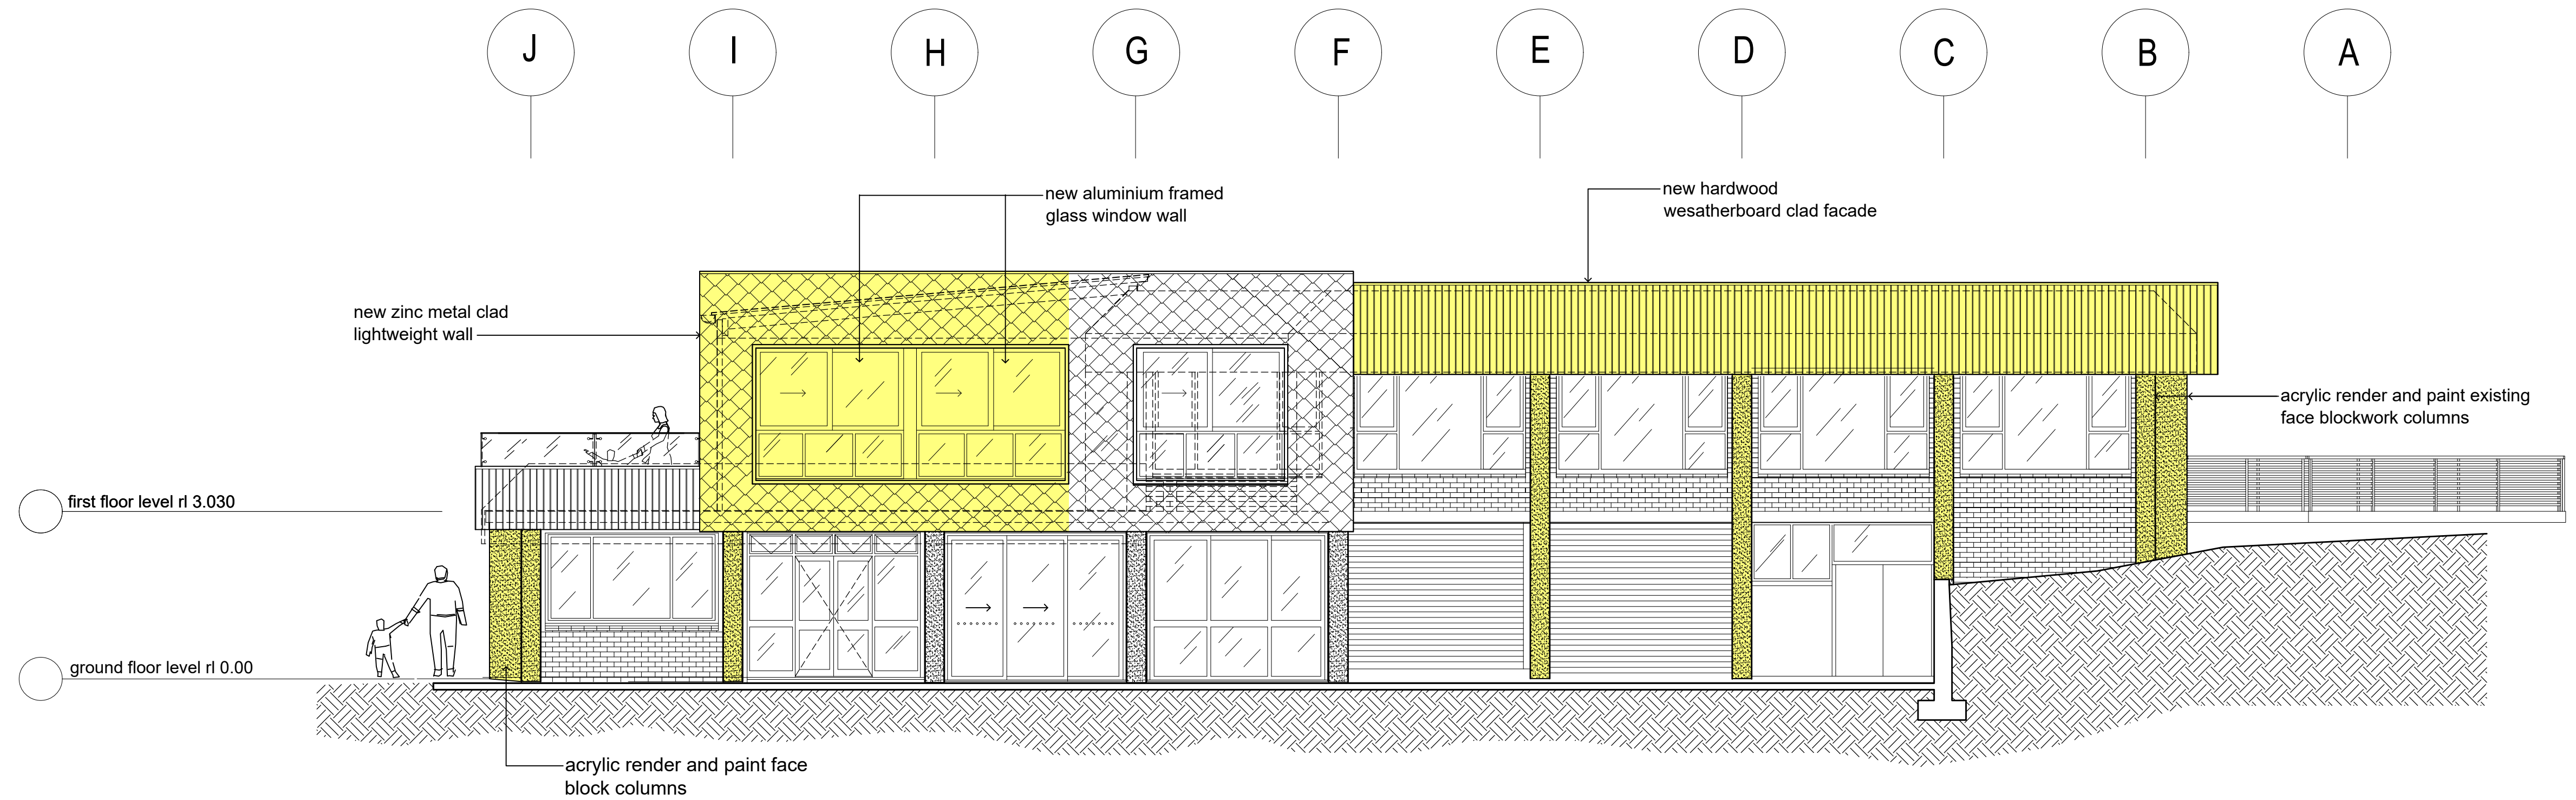 J I H G F E D C B A
new hardwood
wesatherboard clad facade
new aluminium framed
glass window wall
new zinc metal clad
lightweight wall
acrylic render and paint existing
face blockwork columns
first floor level rl 3.030
ground floor level rl 0.00
acrylic render and paint face
block columns